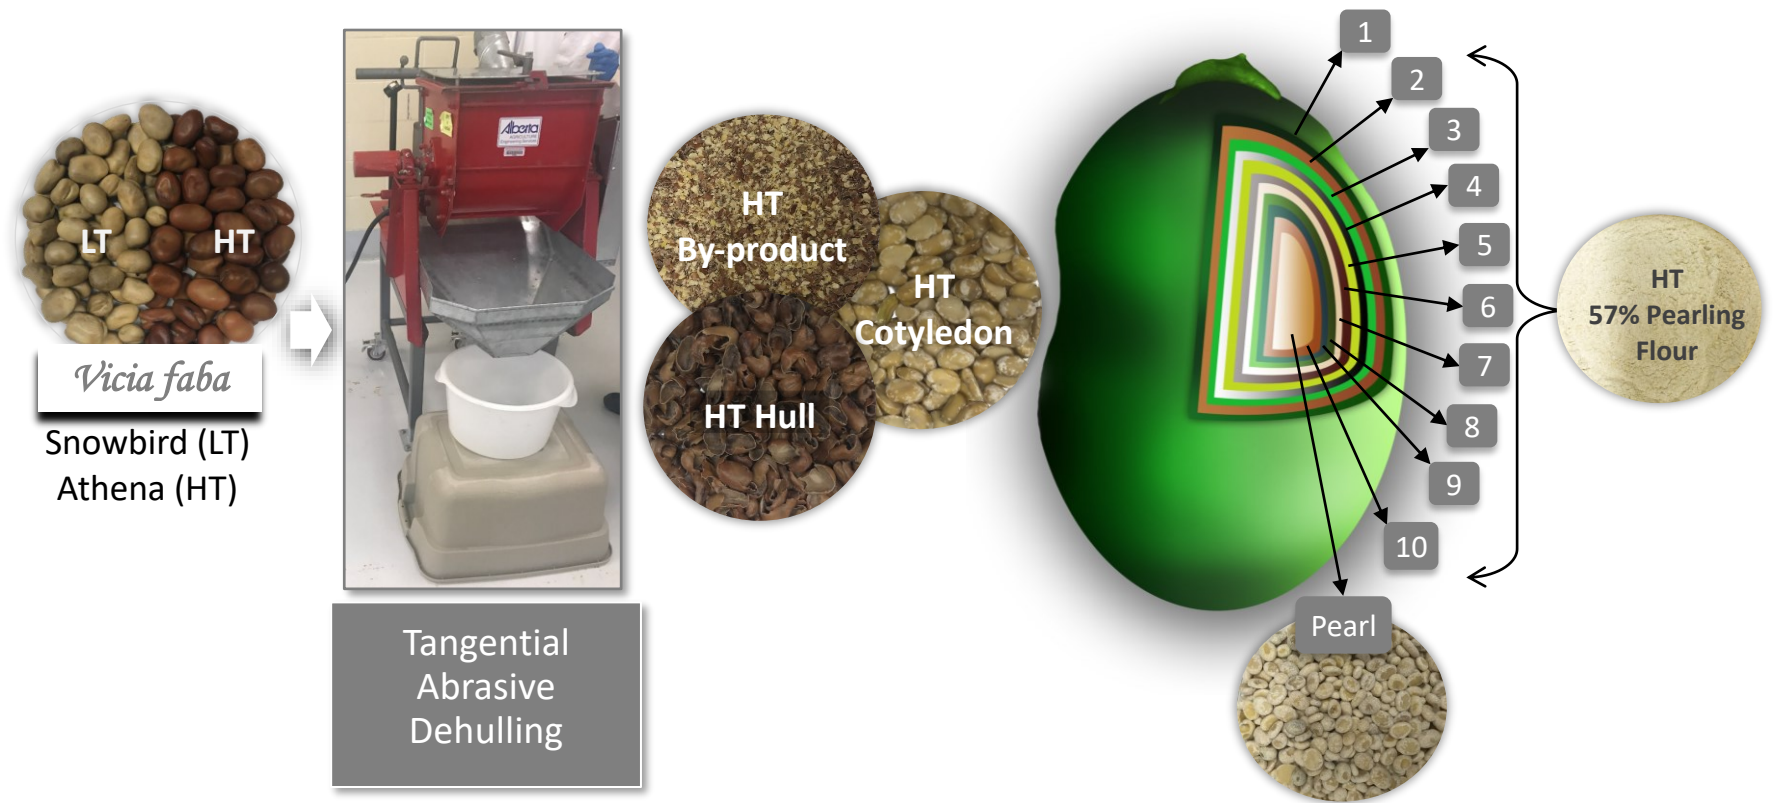 LT
HT
Vicia faba
Snowbird (LT)
Athena (HT)
Alberta
AGRICULTURE
Tangential
Abrasive
Dehulling
HT
By-product
HT
Cotyledon
HT Hull
1
2
3
4
5
6
7
8
9
10
Pearl
HT
57% Pearling
Flour